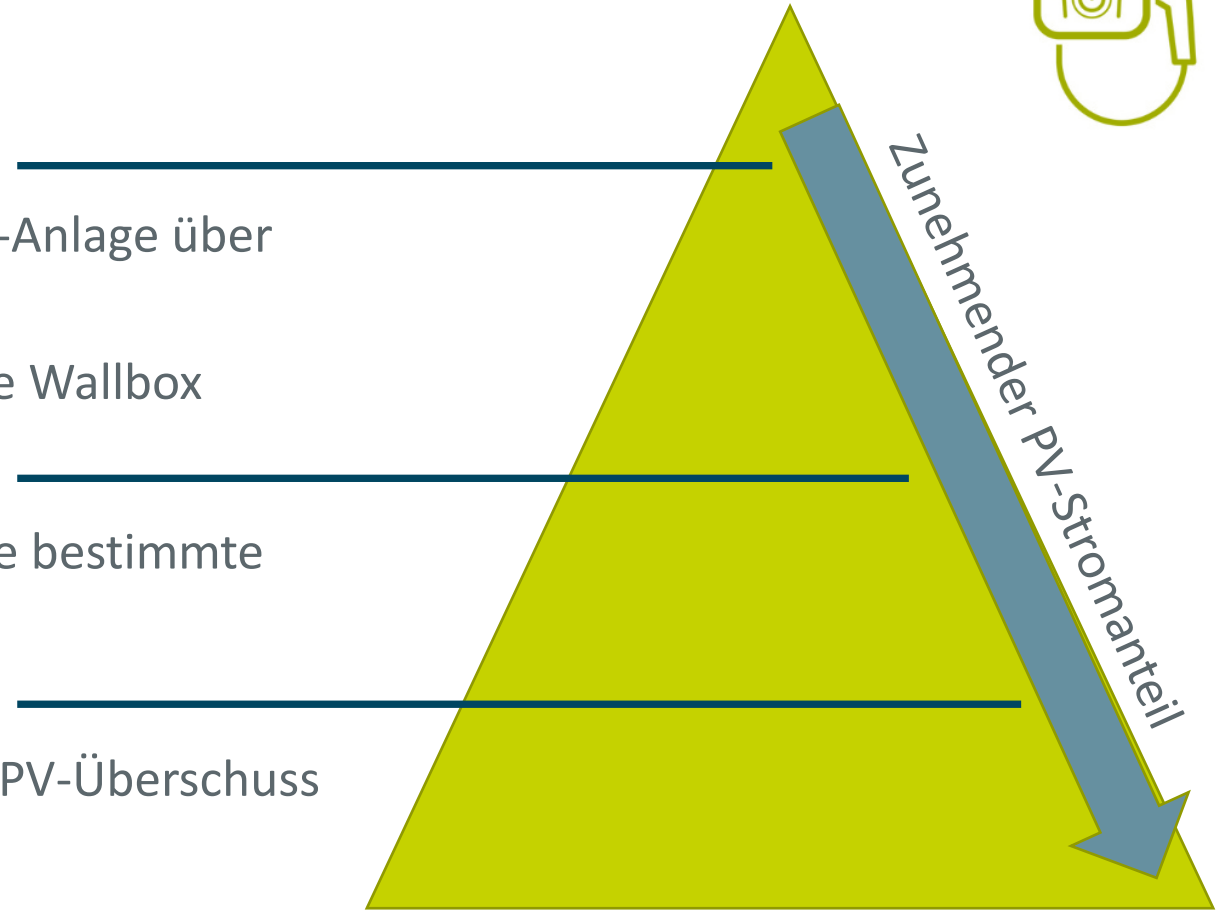 -Anlage über
e Wallbox
e bestimmte
PV-Überschuss
Zunehmender PV-Stromanteil